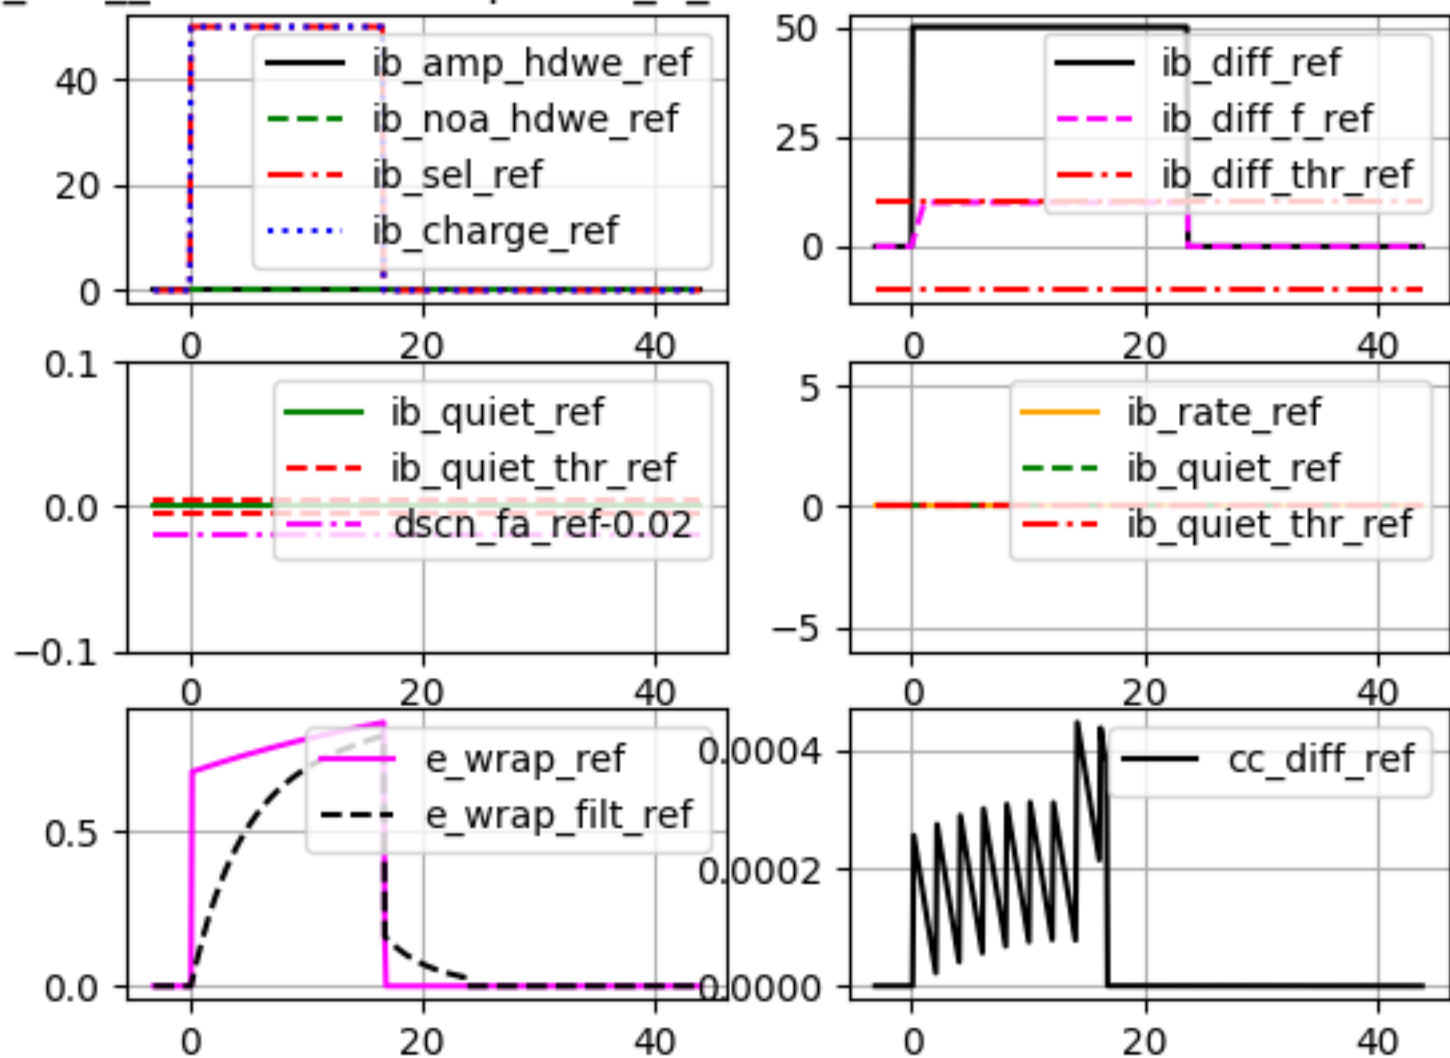 40
20
0
ib_amp_hdwe_ref
ib_noa_hdwe_ref
ib_sel_ref
ib_charge_ref
0 20 40
50
25
0
ib_diff_ref
ib_diff_f_ref
ib_diff_thr_ref
0 20 40
0.1
0.0
−0.1
ib_quiet_ref
ib_quiet_thr_ref
dscn_fa_ref-0.02
0 20 40
5
0
−5
ib_rate_ref
ib_quiet_ref
ib_quiet_thr_ref
0 20 40
0.5
0.0
e_wrap_ref
e_wrap_filt_ref
0 20 40
0.0004
0.0002
0.0000
cc_diff_ref
0 20 40